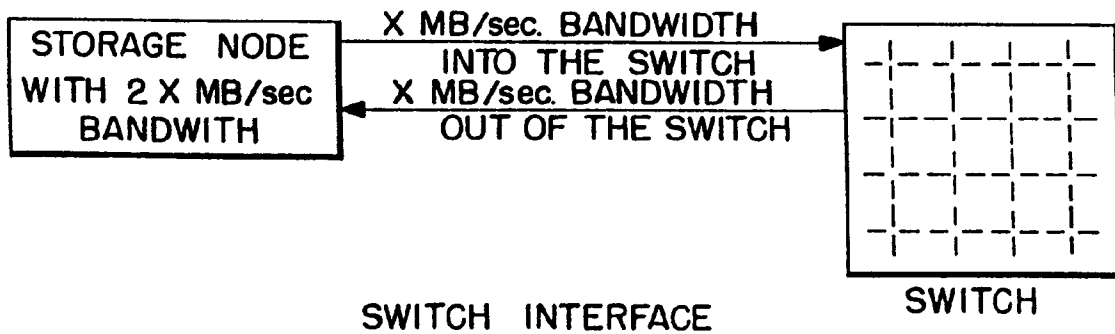 STORAGE NODE
WITH 2 X MB/sec
BANDWITH
X MB/sec. BANDWIDTH
INTO THE SWITCH
X MB/sec. BANDWIDTH
OUT OF THE SWITCH
SWITCH
SWITCH INTERFACE